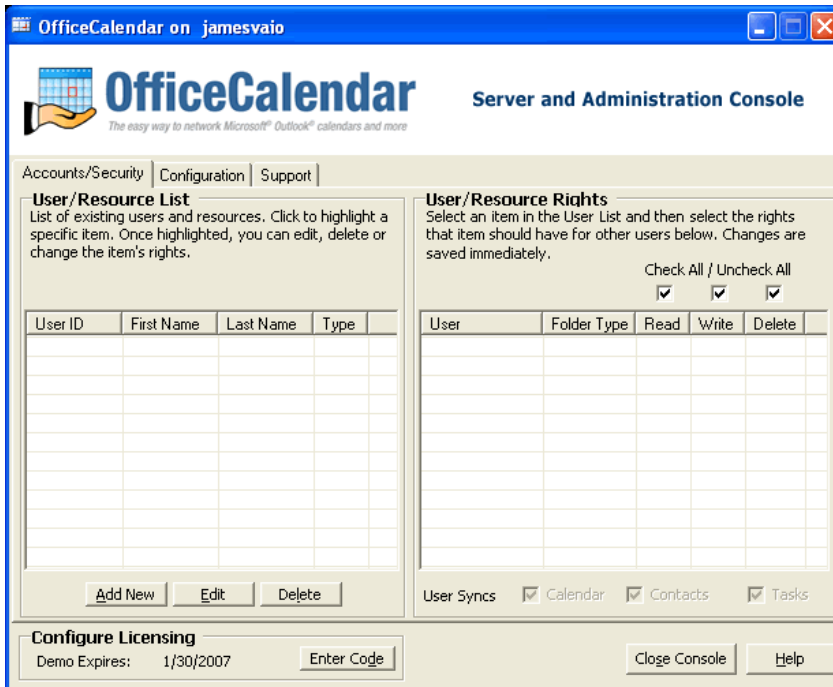 OfficeCalendar on jamesvaio
OfficeCalendar
The easy way to network Microsoft® Outlook® calendars and more
Server and Administration Console
Accounts/Security
Configuration
Support
User/Resource List
List of existing users and resources. Click to highlight a
specific item. Once highlighted, you can edit, delete or
change the item's rights.
User ID
First Name
Last Name
Type
Add New
Edit
Delete
User/Resource Rights
Select an item in the User List and then select the rights
that item should have for other users below. Changes are
saved immediately.
Check All / Uncheck All
User
Folder Type
Read
Write
Delete
User Syncs
Calendar
Contacts
Tasks
Configure Licensing
Demo Expires: 1/30/2007
Enter Code
Close Console
Help